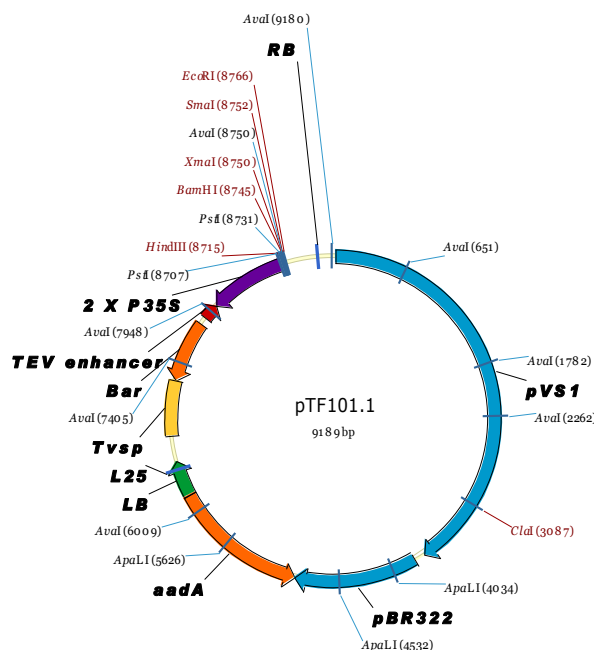 AvaI (9180)
RB
EcoRI (8766)
SmaI (8752)
AvaI (8750)
XmaI (8750)
BamHI (8745)
PstI (8731)
HindIII (8715)
PstI (8707)
2 X P35S
AvaI (7948)
TEV enhancer
Bar
AvaI (7405)
Tvsp
L25
LB
AvaI (6009)
ApaLI (5626)
aadA
AvaI (651)
AvaI (1782)
pVS1
AvaI (2262)
ClaI (3087)
ApaLI (4034)
pBR322
ApaLI (4532)
pTF101.1
9189 bp